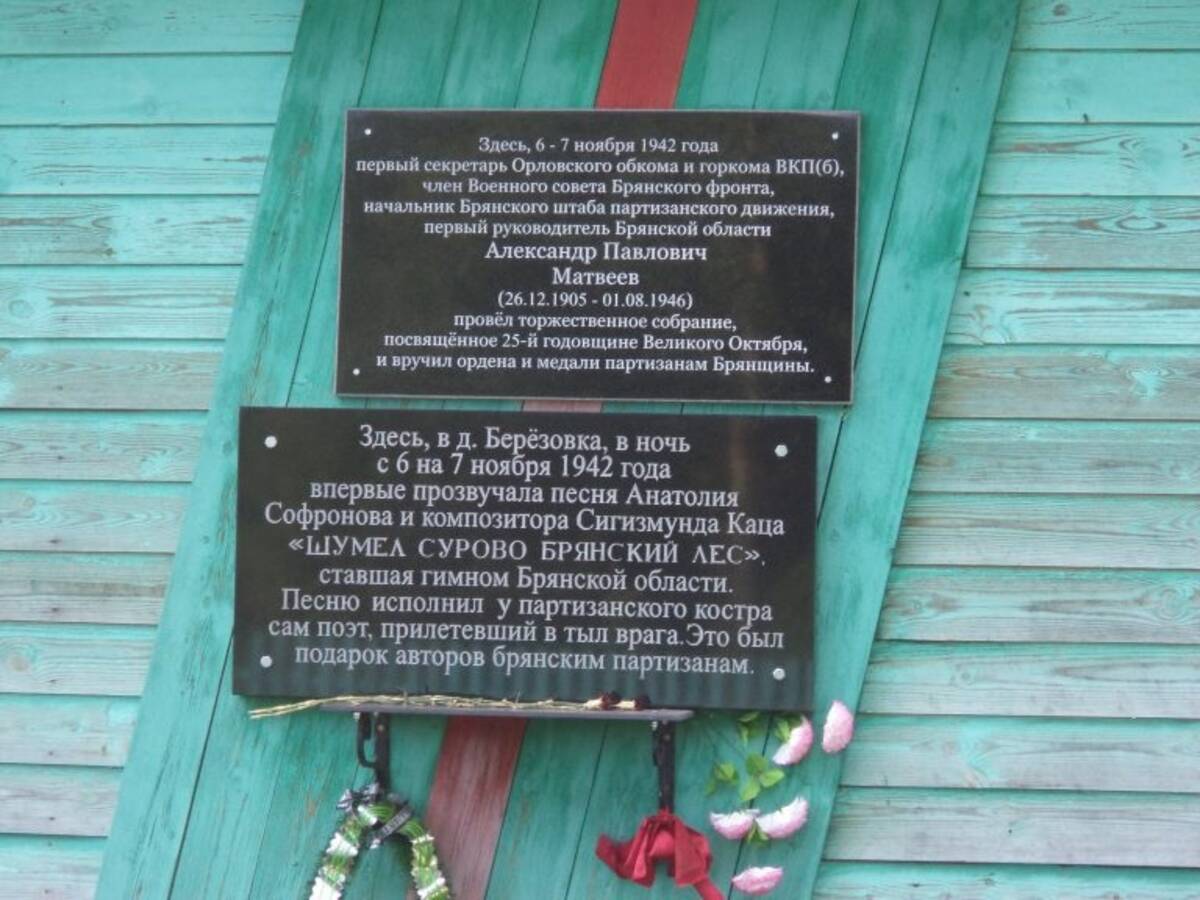 Здесь, 6 - 7 ноября 1942 года
первый секретарь Орловского обкома и горкома ВКП(б),
член Военного совета Брянского фронта,
начальник Брянского штаба партизанского движения,
первый руководитель Брянской области
Александр Павлович
Матвеев
(26.12.1905 - 01.08.1946)
провёл торжественное собрание,
посвящённое 25-й годовщине Великого Октября,
и вручил ордена и медали партизанам Брянщины.
Здесь, в д. Берёзовка, в ночь
с 6 на 7 ноября 1942 года
впервые прозвучала песня Анатолия
Софронова и композитора Сигизмунда Каца
«ШУМЕЛ СУРОВО БРЯНСКИЙ ЛЕС»,
ставшая гимном Брянской области.
Песню исполнил у партизанского костра
сам поэт, прилетевший в тыл врага.Это был
подарок авторов брянским партизанам.